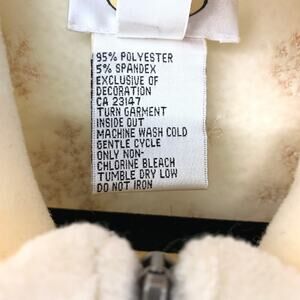 95% POLYESTER
5% SPANDEX
EXCLUSIVE OF
DECORATION
CA 23147
TURN GARMENT
INSIDE OUT
MACHINE WASH COLD
GENTLE CYCLE
ONLY NON-
CHLORINE BLEACH
TUMBLE DRY LOW
DO NOT IRON